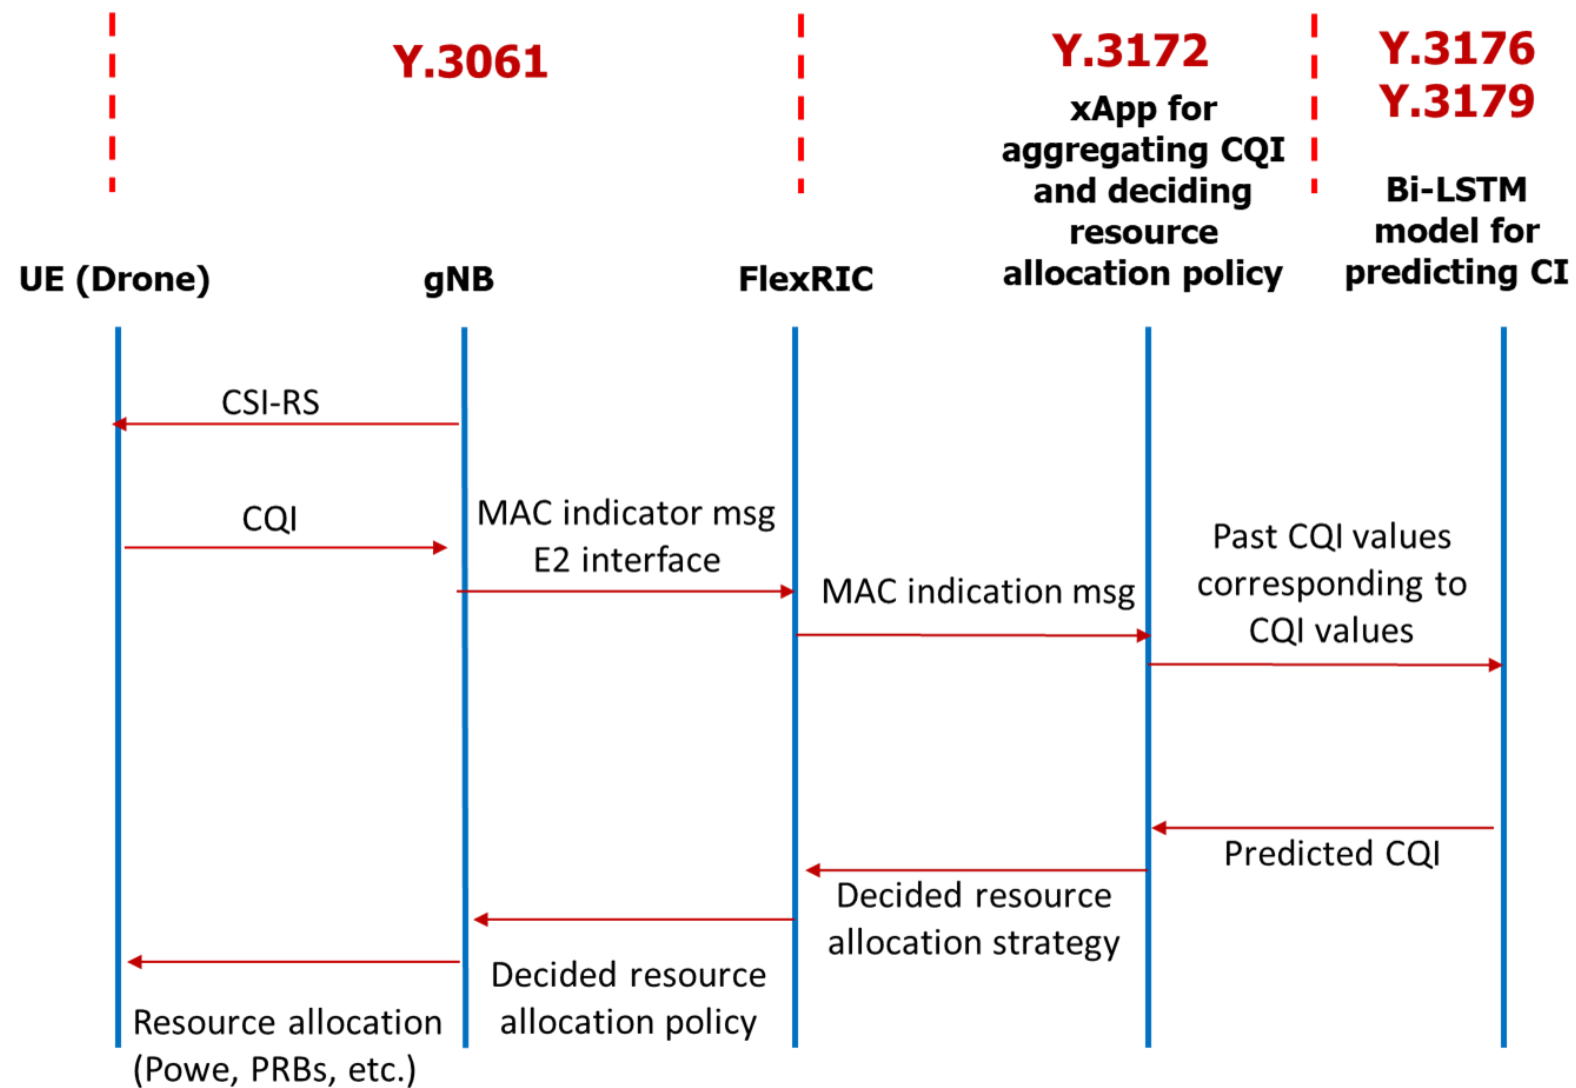 Y.3061
Y.3172
Y.3176
Y.3179
xApp for
aggregating CQI
and deciding
resource
allocation policy
Bi-LSTM
model for
predicting CI
UE (Drone)
gNB
FlexRIC
CSI-RS
CQI
MAC indicator msg
E2 interface
MAC indication msg
Past CQI values
corresponding to
CQI values
Predicted CQI
Decided resource
allocation strategy
Decided resource
allocation policy
Resource allocation
(Powe, PRBs, etc.)